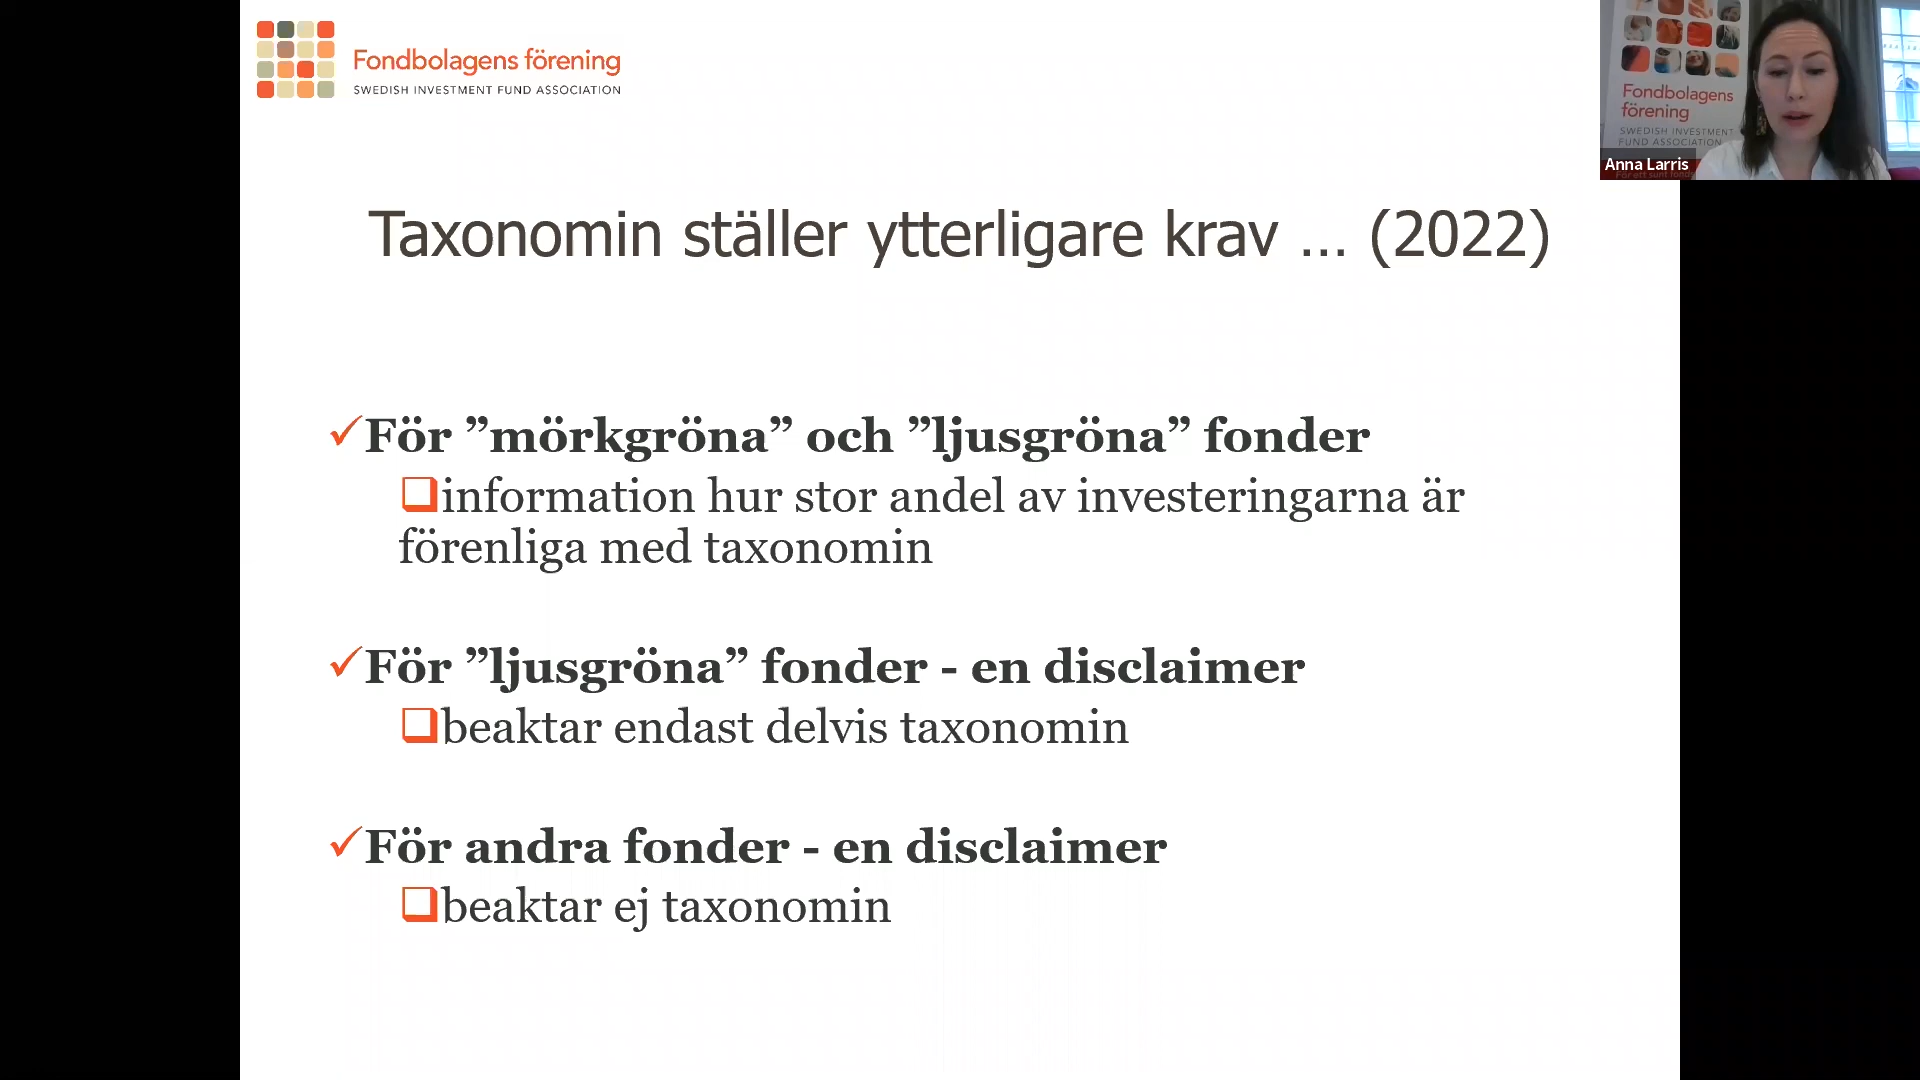 Fondbolagens förening
SWEDISH INVESTMENT FUND ASSOCIATION
Fondbolagens
förening
SWEDISH INVESTMENT
FUND ASSOCIATION
Anna Larris
Taxonomin ställer ytterligare krav ... (2022)
För ”mörkgröna” och ”ljusgröna” fonder
information hur stor andel av investeringarna är
förenliga med taxonomin
För ”ljusgröna” fonder - en disclaimer
beaktar endast delvis taxonomin
För andra fonder - en disclaimer
beaktar ej taxonomin